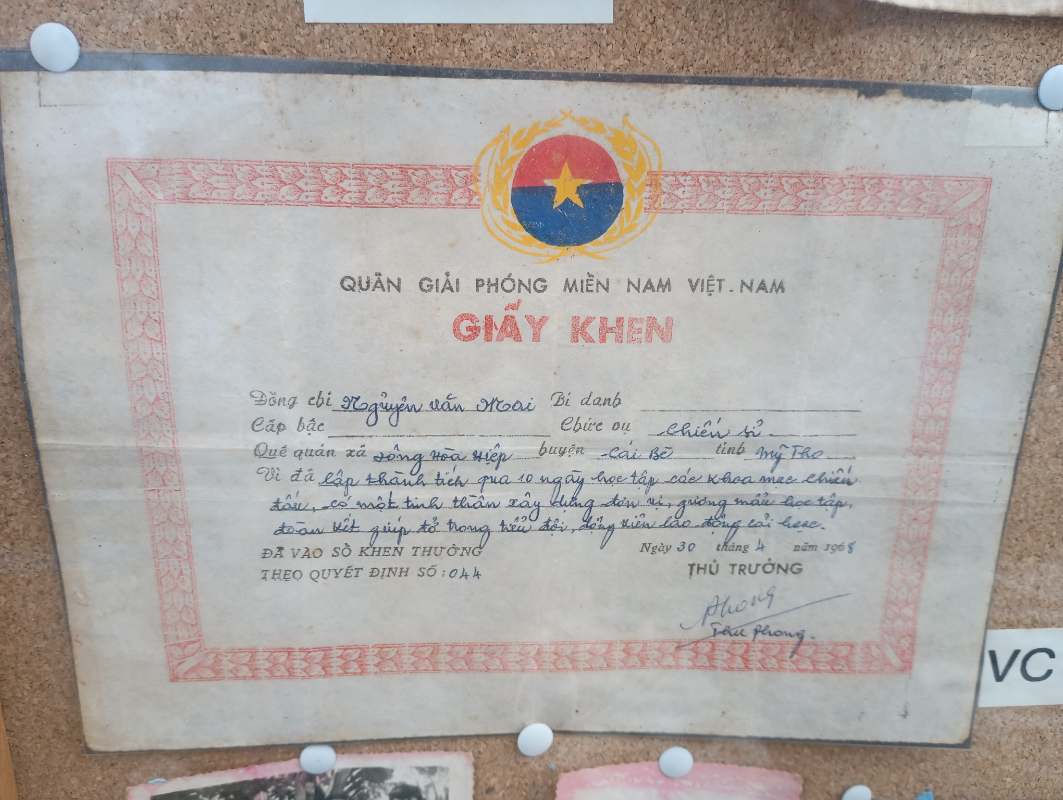 QUÂN GIẢI PHÓNG MIỀN NAM VIỆT-NAM
GIẤY KHEN
Đồng chí Nguyễn Văn Mai Bí danh
Cấp bậc Chức vụ Chiến sĩ
Quê quán xã Đông Hòa Hiệp huyện Cái Bè tỉnh Mỹ Tho
Vì đã lập thành tích qua 10 ngày học tập các khoa mục chiến
đấu, có một tinh thần xây dựng đơn vị, gương mẫu học tập,
đoàn kết giúp đỡ trong tiểu đội, động viên lao động cải
ĐÃ VÀO SỔ KHEN THƯỞNG Ngày 30 tháng 4 năm 1968
THEO QUYẾT ĐỊNH SỐ: 044 THỦ TRƯỞNG
Phong
Thu Phong.
VC